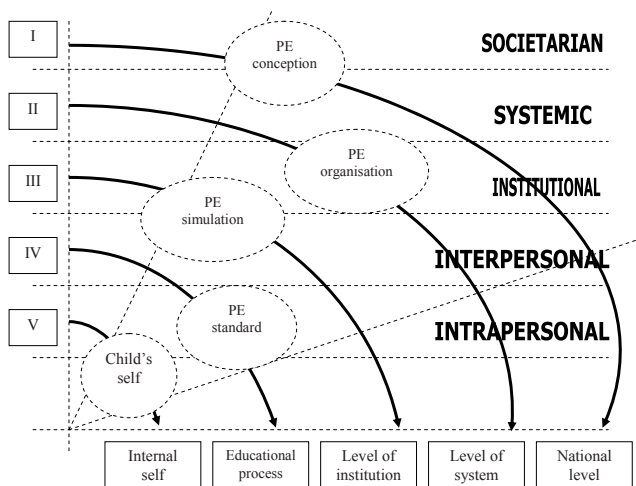 I
PE
conception
SOCIETARIAN
II
SYSTEMIC
PE
organisation
III
PE
simulation
INSTITUTIONAL
IV
INTERPERSONAL
V
PE
standard
INTRAPERSONAL
Child's
self
Internal
self
Educational
process
Level of
institution
Level of
system
National
level